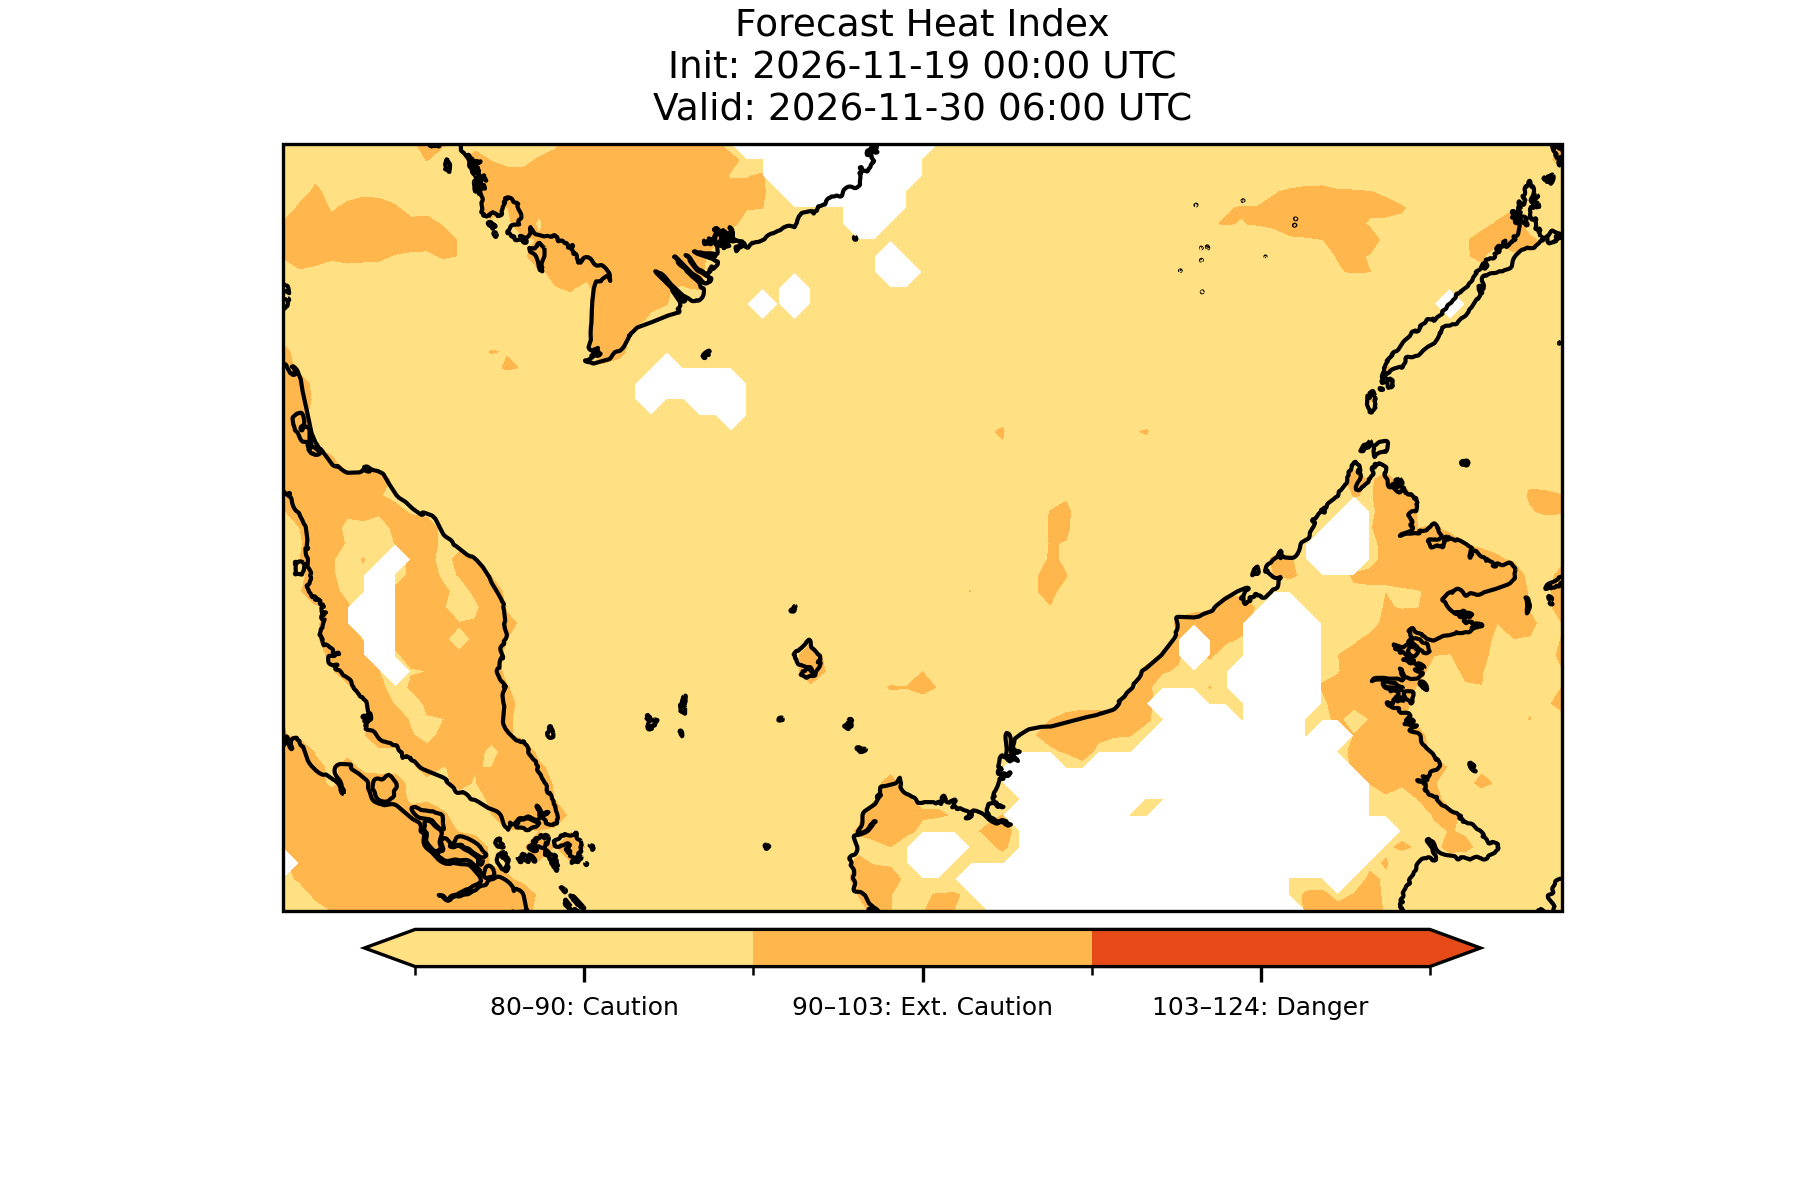 Forecast Heat Index
Init: 2026-11-19 00:00 UTC
Valid: 2026-11-30 06:00 UTC
80–90: Caution
90–103: Ext. Caution
103–124: Danger